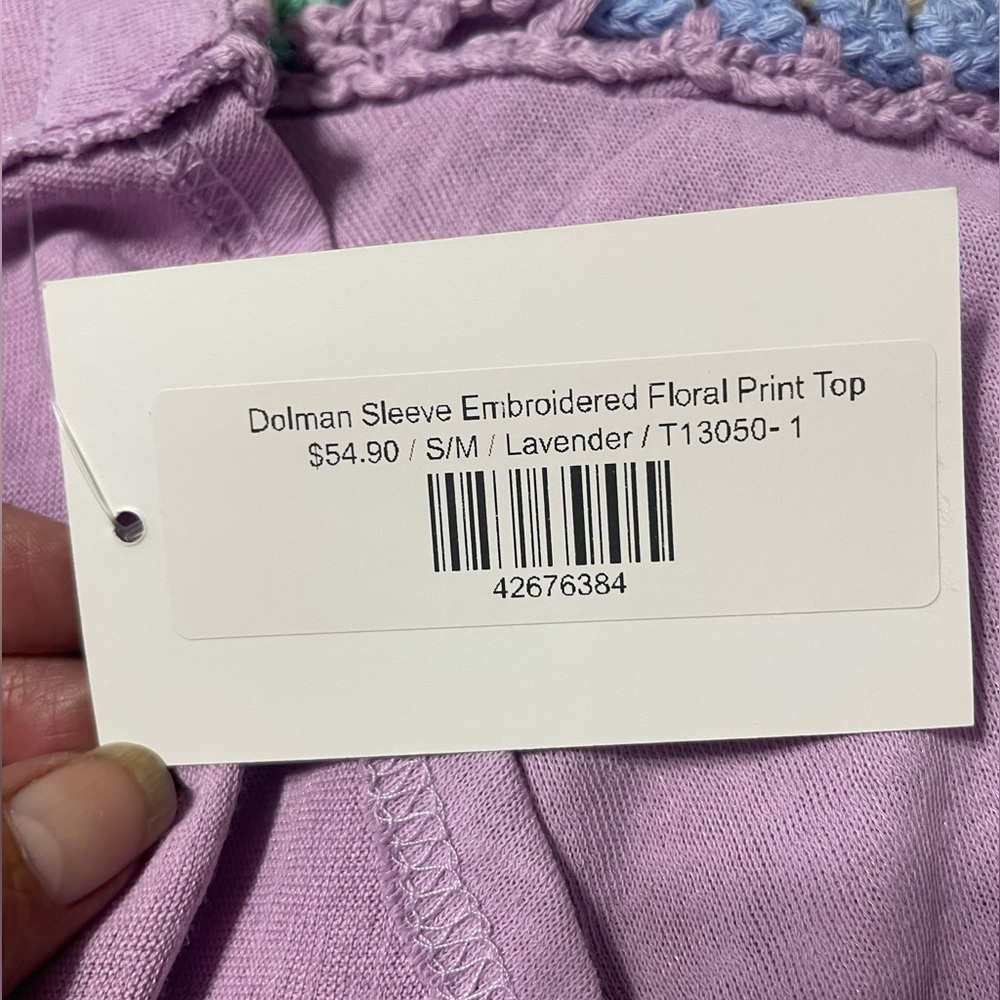 Dolman Sleeve Embroidered Floral Print Top
$54.90 / S/M / Lavender / T13050- 1
42676384